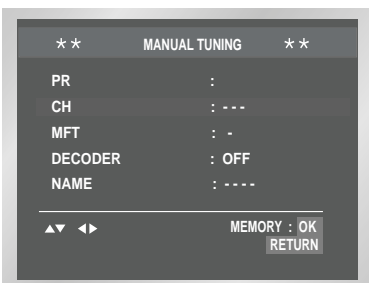 ** MANUAL TUNING **
PR :
CH : ---
MFT : -
DECODER : OFF
NAME : ----
▲▼ ◀▶ MEMORY : OK
RETURN